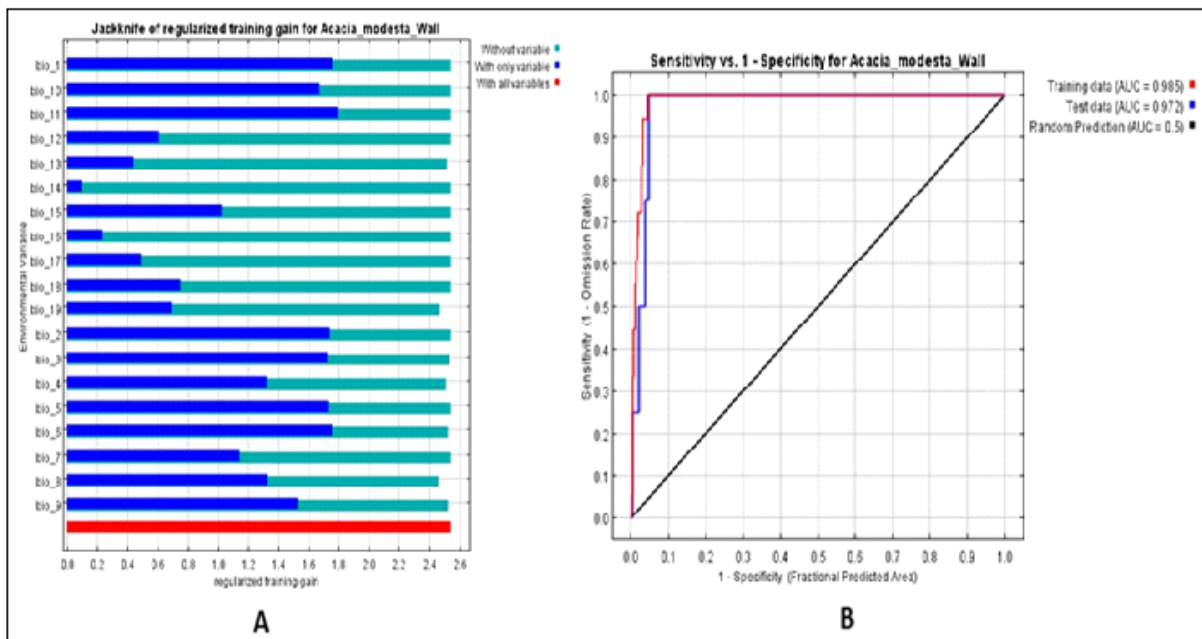 Jackknife of regularized training gain for Acacia_modesta_Wall
Without variable
With only variable
With all variables
Environmental Variable
bio_1
bio_10
bio_11
bio_12
bio_13
bio_14
bio_15
bio_16
bio_17
bio_18
bio_19
bio_2
bio_3
bio_4
bio_5
bio_6
bio_7
bio_8
bio_9
0.0 0.2 0.4 0.6 0.8 1.0 1.2 1.4 1.6 1.8 2.0 2.2 2.4 2.6
regularized training gain
A
Sensitivity vs. 1 - Specificity for Acacia_modesta_Wall
Training data (AUC = 0.985)
Test data (AUC = 0.972)
Random Prediction (AUC = 0.5)
Sensitivity (1 - Omission Rate)
1.0
0.9
0.8
0.7
0.6
0.5
0.4
0.3
0.2
0.1
0.0
0.0 0.1 0.2 0.3 0.4 0.5 0.6 0.7 0.8 0.9 1.0
1 - Specificity (Fractional Predicted Area)
B